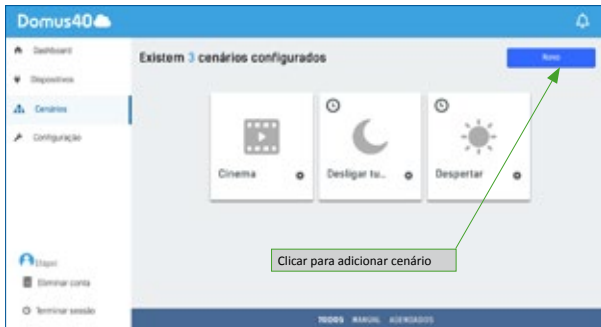 Domus40
Dashboard
Dispositivos
Cenários
Configuração
Existem 3 cenários configurados
Novo
Cinema
Desligar tu...
Despertar
Clicar para adicionar cenário
Eliminar conta
Terminar sessão
TODOS MANUAL AGENDADOS